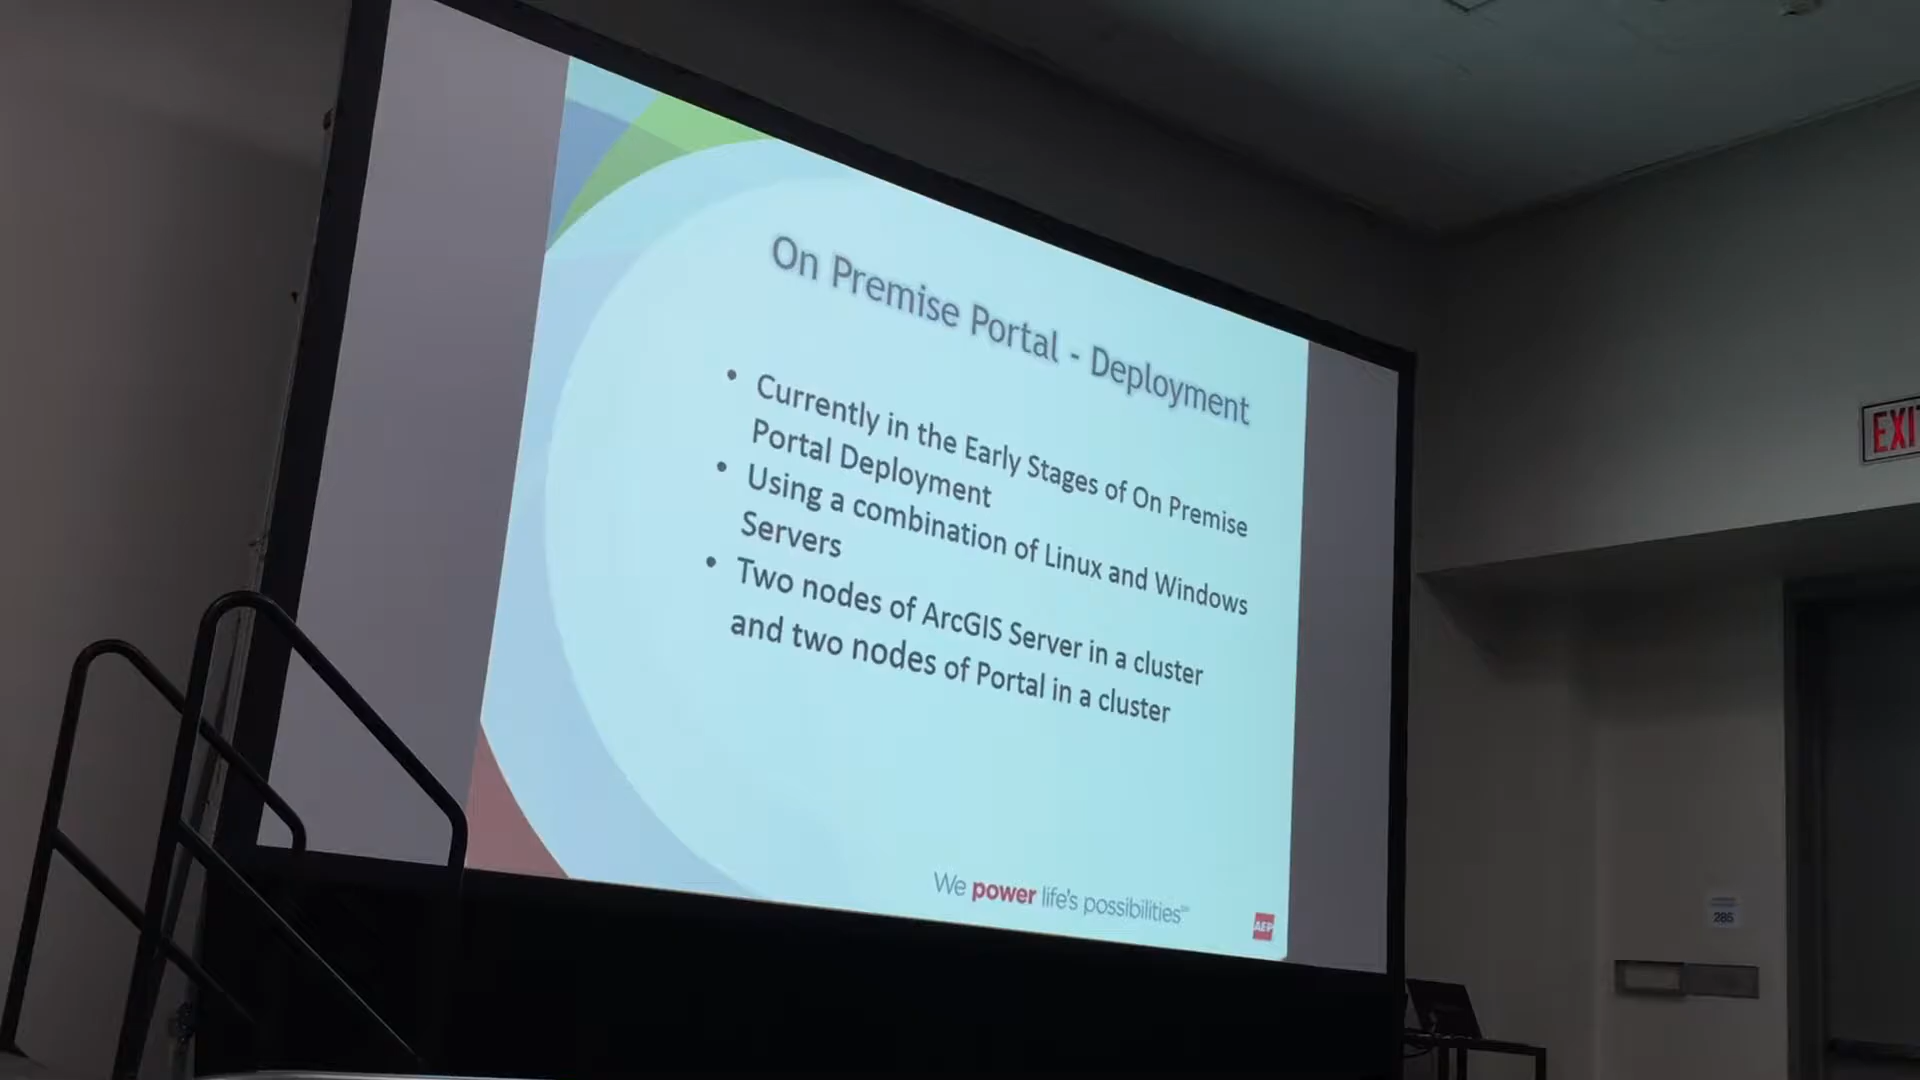 On Premise Portal - Deployment
• Currently in the Early Stages of On Premise
Portal Deployment
• Using a combination of Linux and Windows
Servers
• Two nodes of ArcGIS Server in a cluster
and two nodes of Portal in a cluster
We power life's possibilities℠
AEP
EXI
285